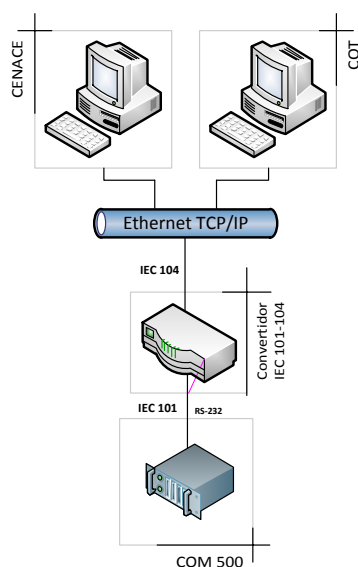 CENACE
COT
Ethernet TCP/IP
IEC 104
Convertidor
IEC 101-104
IEC 101
RS-232
COM 500